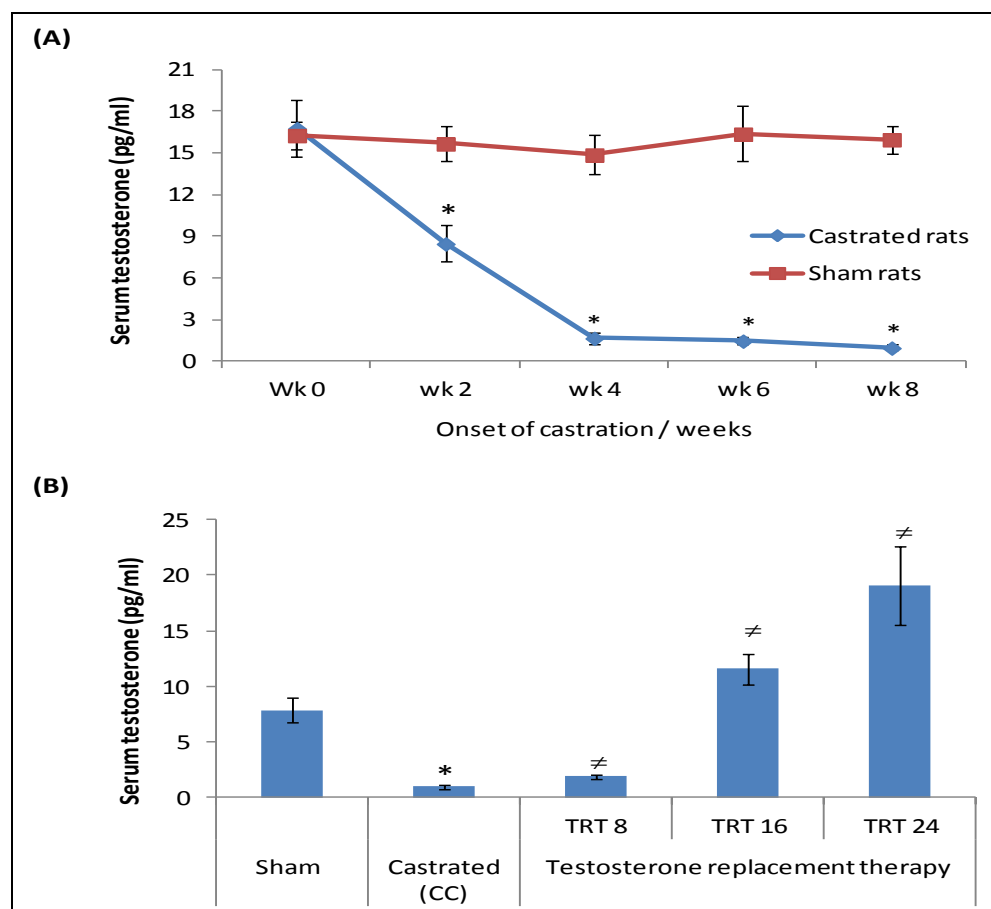 (A)
Serum testosterone (pg/ml)
21
18
15
12
9
6
3
0
*
*
*
*
Castrated rats
Sham rats
Wk 0 wk 2 wk 4 wk 6 wk 8
Onset of castration / weeks
(B)
Serum testosterone (pg/ml)
25
20
15
10
5
0
*
≠
≠
≠
TRT 8 TRT 16 TRT 24
Sham Castrated Testosterone replacement therapy
(CC)